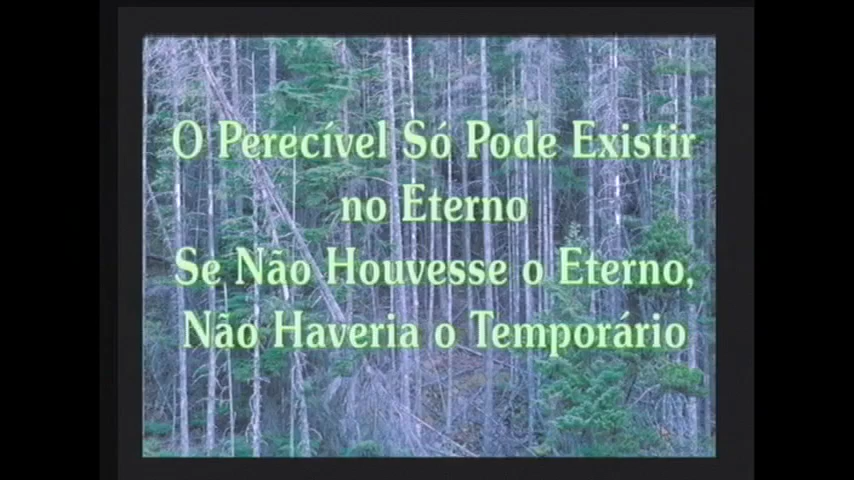 O Perecível Só Pode Existir
no Eterno
Se Não Houvesse o Eterno,
Não Haveria o Temporário